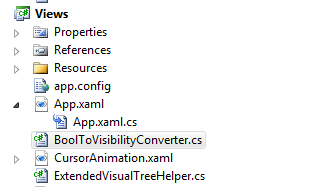 Views
Properties
References
Resources
app.config
App.xaml
App.xaml.cs
BoolToVisibilityConverter.cs
CursorAnimation.xaml
ExtendedVisualTreeHelper.cs